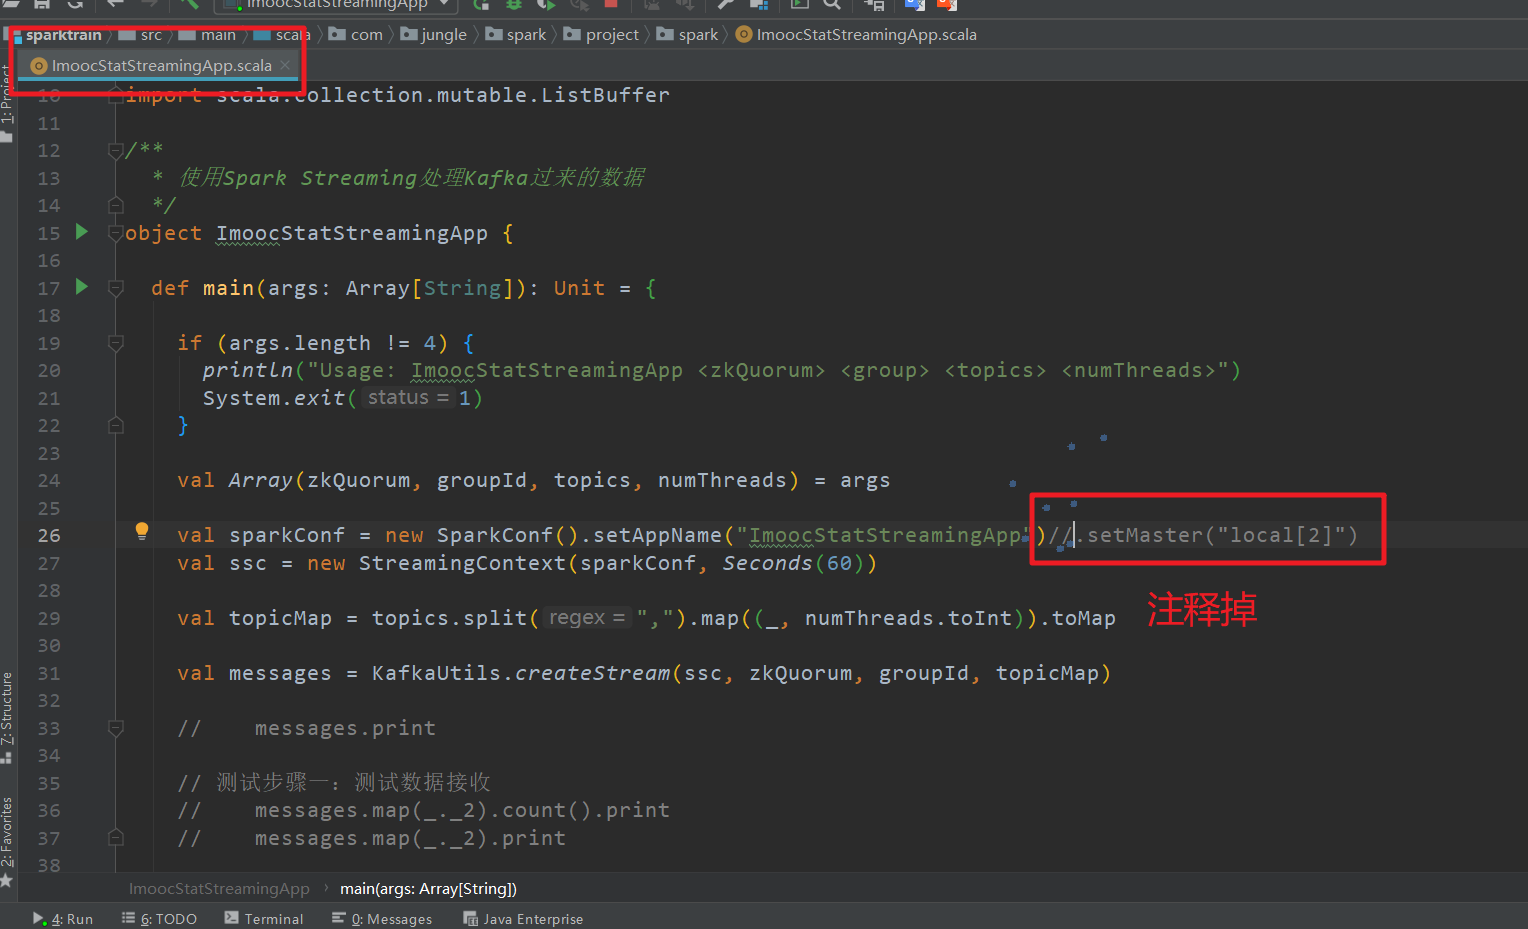 ImoocStatStreamingApp
sparktrain src main scala com jungle spark project spark ImoocStatStreamingApp.scala
ImoocStatStreamingApp.scala
1: Project
10 import scala.collection.mutable.ListBuffer
11
12 /**
13 * 使用Spark Streaming处理Kafka过来的数据
14 */
15 object ImoocStatStreamingApp {
16
17 def main(args: Array[String]): Unit = {
18
19 if (args.length != 4) {
20 println("Usage: ImoocStatStreamingApp <zkQuorum> <group> <topics> <numThreads>")
21 System.exit( status = 1)
22 }
23
24 val Array(zkQuorum, groupId, topics, numThreads) = args
25
26 val sparkConf = new SparkConf().setAppName("ImoocStatStreamingApp")//.setMaster("local[2]")
27 val ssc = new StreamingContext(sparkConf, Seconds(60))
28
注释掉
29 val topicMap = topics.split( regex = ",").map((_, numThreads.toInt)).toMap
30
31 val messages = KafkaUtils.createStream(ssc, zkQuorum, groupId, topicMap)
32
33 // messages.print
34
35 // 测试步骤一：测试数据接收
36 // messages.map(_._2).count().print
37 // messages.map(_._2).print
38
7: Structure
2: Favorites
ImoocStatStreamingApp › main(args: Array[String])
4: Run 6: TODO Terminal 0: Messages Java Enterprise